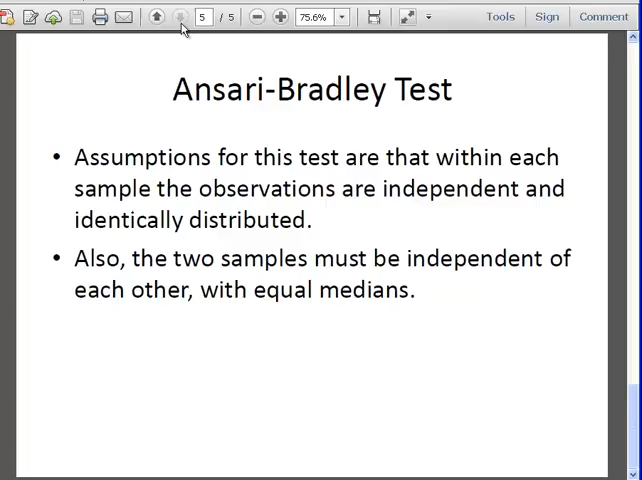 5 / 5 75.6% Tools Sign Comment
Ansari-Bradley Test
• Assumptions for this test are that within each
sample the observations are independent and
identically distributed.
• Also, the two samples must be independent of
each other, with equal medians.